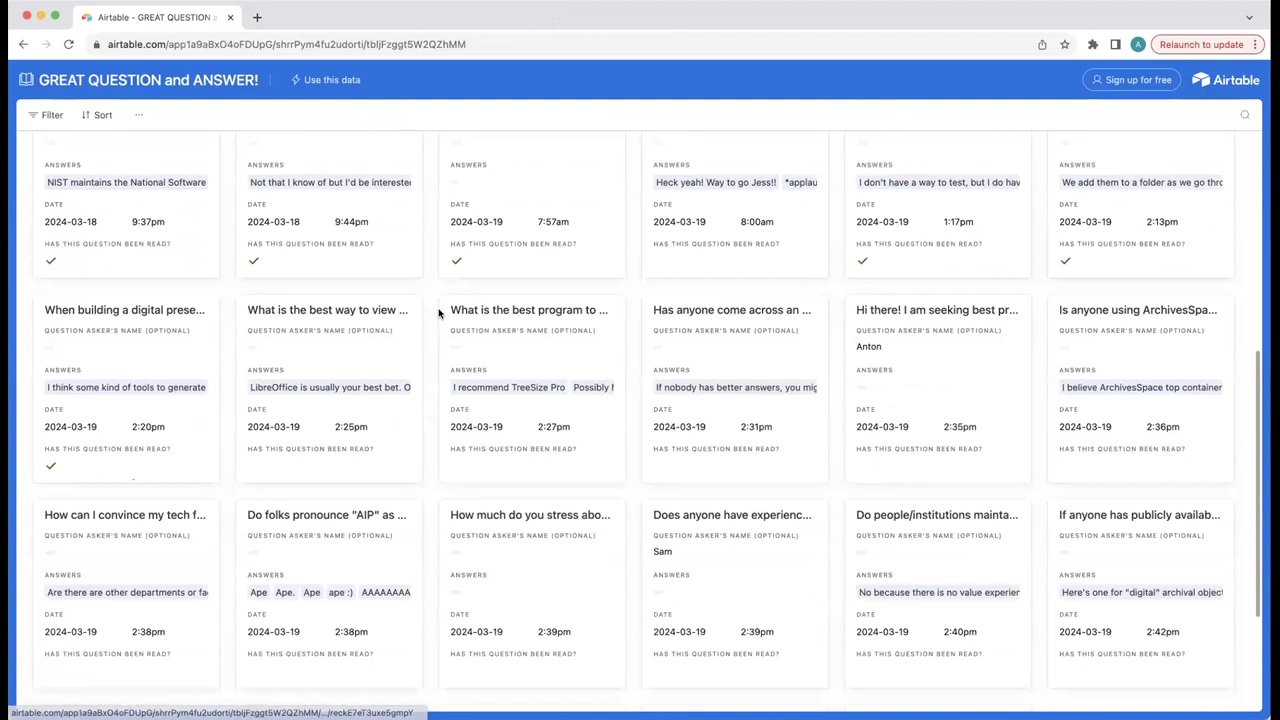 Airtable - GREAT QUESTION a
airtable.com/app1a9aBxO4oFDUpG/shrrPym4fu2udorti/tbljFzggt5W2QZhMM
A
Relaunch to update
GREAT QUESTION and ANSWER!
Use this data
Sign up for free
Airtable
Filter
Sort
...
ANSWERS ANSWERS ANSWERS ANSWERS ANSWERS ANSWERS
NIST maintains the National Software Not that I know of but I'd be intereste Heck yeah! Way to go Jess!! *applau I don't have a way to test, but I do hav We add them to a folder as we go thro
DATE DATE DATE DATE DATE DATE
2024-03-18 9:37pm 2024-03-18 9:44pm 2024-03-19 7:57am 2024-03-19 8:00am 2024-03-19 1:17pm 2024-03-19 2:13pm
HAS THIS QUESTION BEEN READ? HAS THIS QUESTION BEEN READ? HAS THIS QUESTION BEEN READ? HAS THIS QUESTION BEEN READ? HAS THIS QUESTION BEEN READ? HAS THIS QUESTION BEEN READ?
When building a digital prese... What is the best way to view ... What is the best program to ... Has anyone come across an ... Hi there! I am seeking best pr... Is anyone using ArchivesSpa...
QUESTION ASKER'S NAME (OPTIONAL) QUESTION ASKER'S NAME (OPTIONAL) QUESTION ASKER'S NAME (OPTIONAL) QUESTION ASKER'S NAME (OPTIONAL) QUESTION ASKER'S NAME (OPTIONAL) QUESTION ASKER'S NAME (OPTIONAL)
Anton
ANSWERS ANSWERS ANSWERS ANSWERS ANSWERS ANSWERS
I think some kind of tools to generate LibreOffice is usually your best bet. O I recommend TreeSize Pro Possibly h If nobody has better answers, you mig I believe ArchivesSpace top container
DATE DATE DATE DATE DATE DATE
2024-03-19 2:20pm 2024-03-19 2:25pm 2024-03-19 2:27pm 2024-03-19 2:31pm 2024-03-19 2:35pm 2024-03-19 2:36pm
HAS THIS QUESTION BEEN READ? HAS THIS QUESTION BEEN READ? HAS THIS QUESTION BEEN READ? HAS THIS QUESTION BEEN READ? HAS THIS QUESTION BEEN READ? HAS THIS QUESTION BEEN READ?
How can I convince my tech f... Do folks pronounce "AIP" as ... How much do you stress abo... Does anyone have experienc... Do people/institutions mainta... If anyone has publicly availab...
QUESTION ASKER'S NAME (OPTIONAL) QUESTION ASKER'S NAME (OPTIONAL) QUESTION ASKER'S NAME (OPTIONAL) QUESTION ASKER'S NAME (OPTIONAL) QUESTION ASKER'S NAME (OPTIONAL) QUESTION ASKER'S NAME (OPTIONAL)
Sam
ANSWERS ANSWERS ANSWERS ANSWERS ANSWERS ANSWERS
Are there are other departments or fa Ape Ape. Ape ape :) AAAAAAAA No because there is no value experien Here's one for "digital" archival object
DATE DATE DATE DATE DATE DATE
2024-03-19 2:38pm 2024-03-19 2:38pm 2024-03-19 2:39pm 2024-03-19 2:39pm 2024-03-19 2:40pm 2024-03-19 2:42pm
HAS THIS QUESTION BEEN READ? HAS THIS QUESTION BEEN READ? HAS THIS QUESTION BEEN READ? HAS THIS QUESTION BEEN READ? HAS THIS QUESTION BEEN READ? HAS THIS QUESTION BEEN READ?
airtable.com/app1a9aBxO4oFDUpG/shrrPym4fu2udorti/tbljFzggt5W2QZhMM/.../reckE7eT3uxe5gmpY